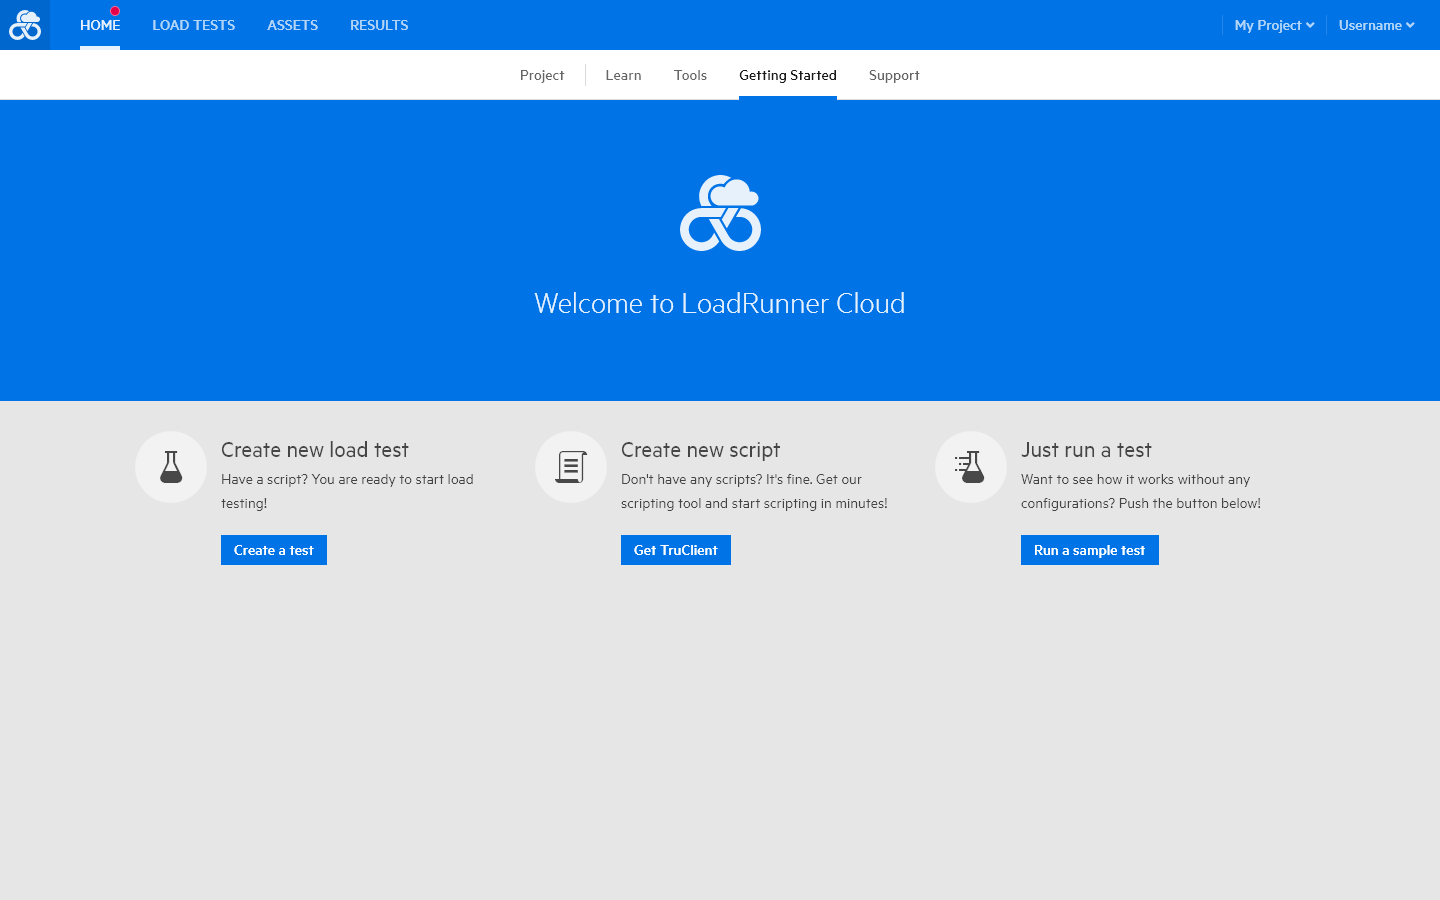 HOME LOAD TESTS ASSETS RESULTS My Project Username
Project Learn Tools Getting Started Support
Welcome to LoadRunner Cloud
Create new load test
Have a script? You are ready to start load
testing!
Create a test
Create new script
Don't have any scripts? It's fine. Get our
scripting tool and start scripting in minutes!
Get TruClient
Just run a test
Want to see how it works without any
configurations? Push the button below!
Run a sample test